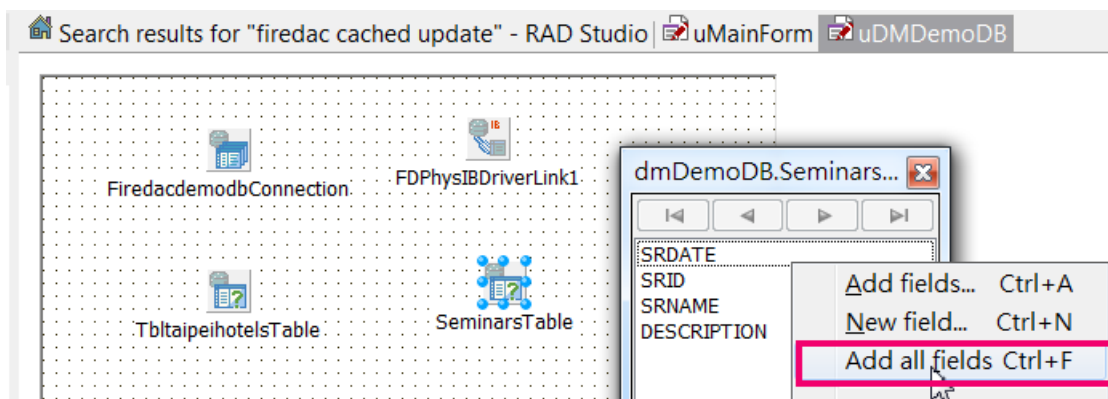 Search results for "firedac cached update" - RAD Studio uMainForm uDMDemoDB
FiredacdemodbConnection
IB
FDPhysIBDriverLink1
dmDemoDB.Seminars...
SRDATE
SRID
SRNAME
DESCRIPTION
Add fields... Ctrl+A
New field... Ctrl+N
Add all fields Ctrl+F
TbltaipeihotelsTable
SeminarsTable